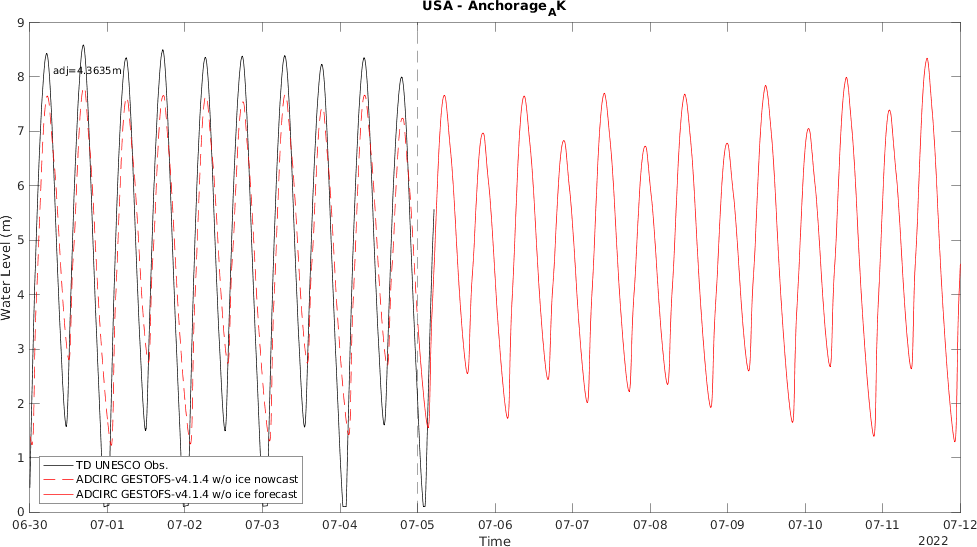 USA - Anchorage_AK
9
8
7
6
5
4
3
2
1
0
Water Level (m)
adj=4.3635m
TD UNESCO Obs.
ADCIRC GESTOFS-v4.1.4 w/o ice nowcast
ADCIRC GESTOFS-v4.1.4 w/o ice forecast
06-30 07-01 07-02 07-03 07-04 07-05 07-06 07-07 07-08 07-09 07-10 07-11 07-12
Time
2022